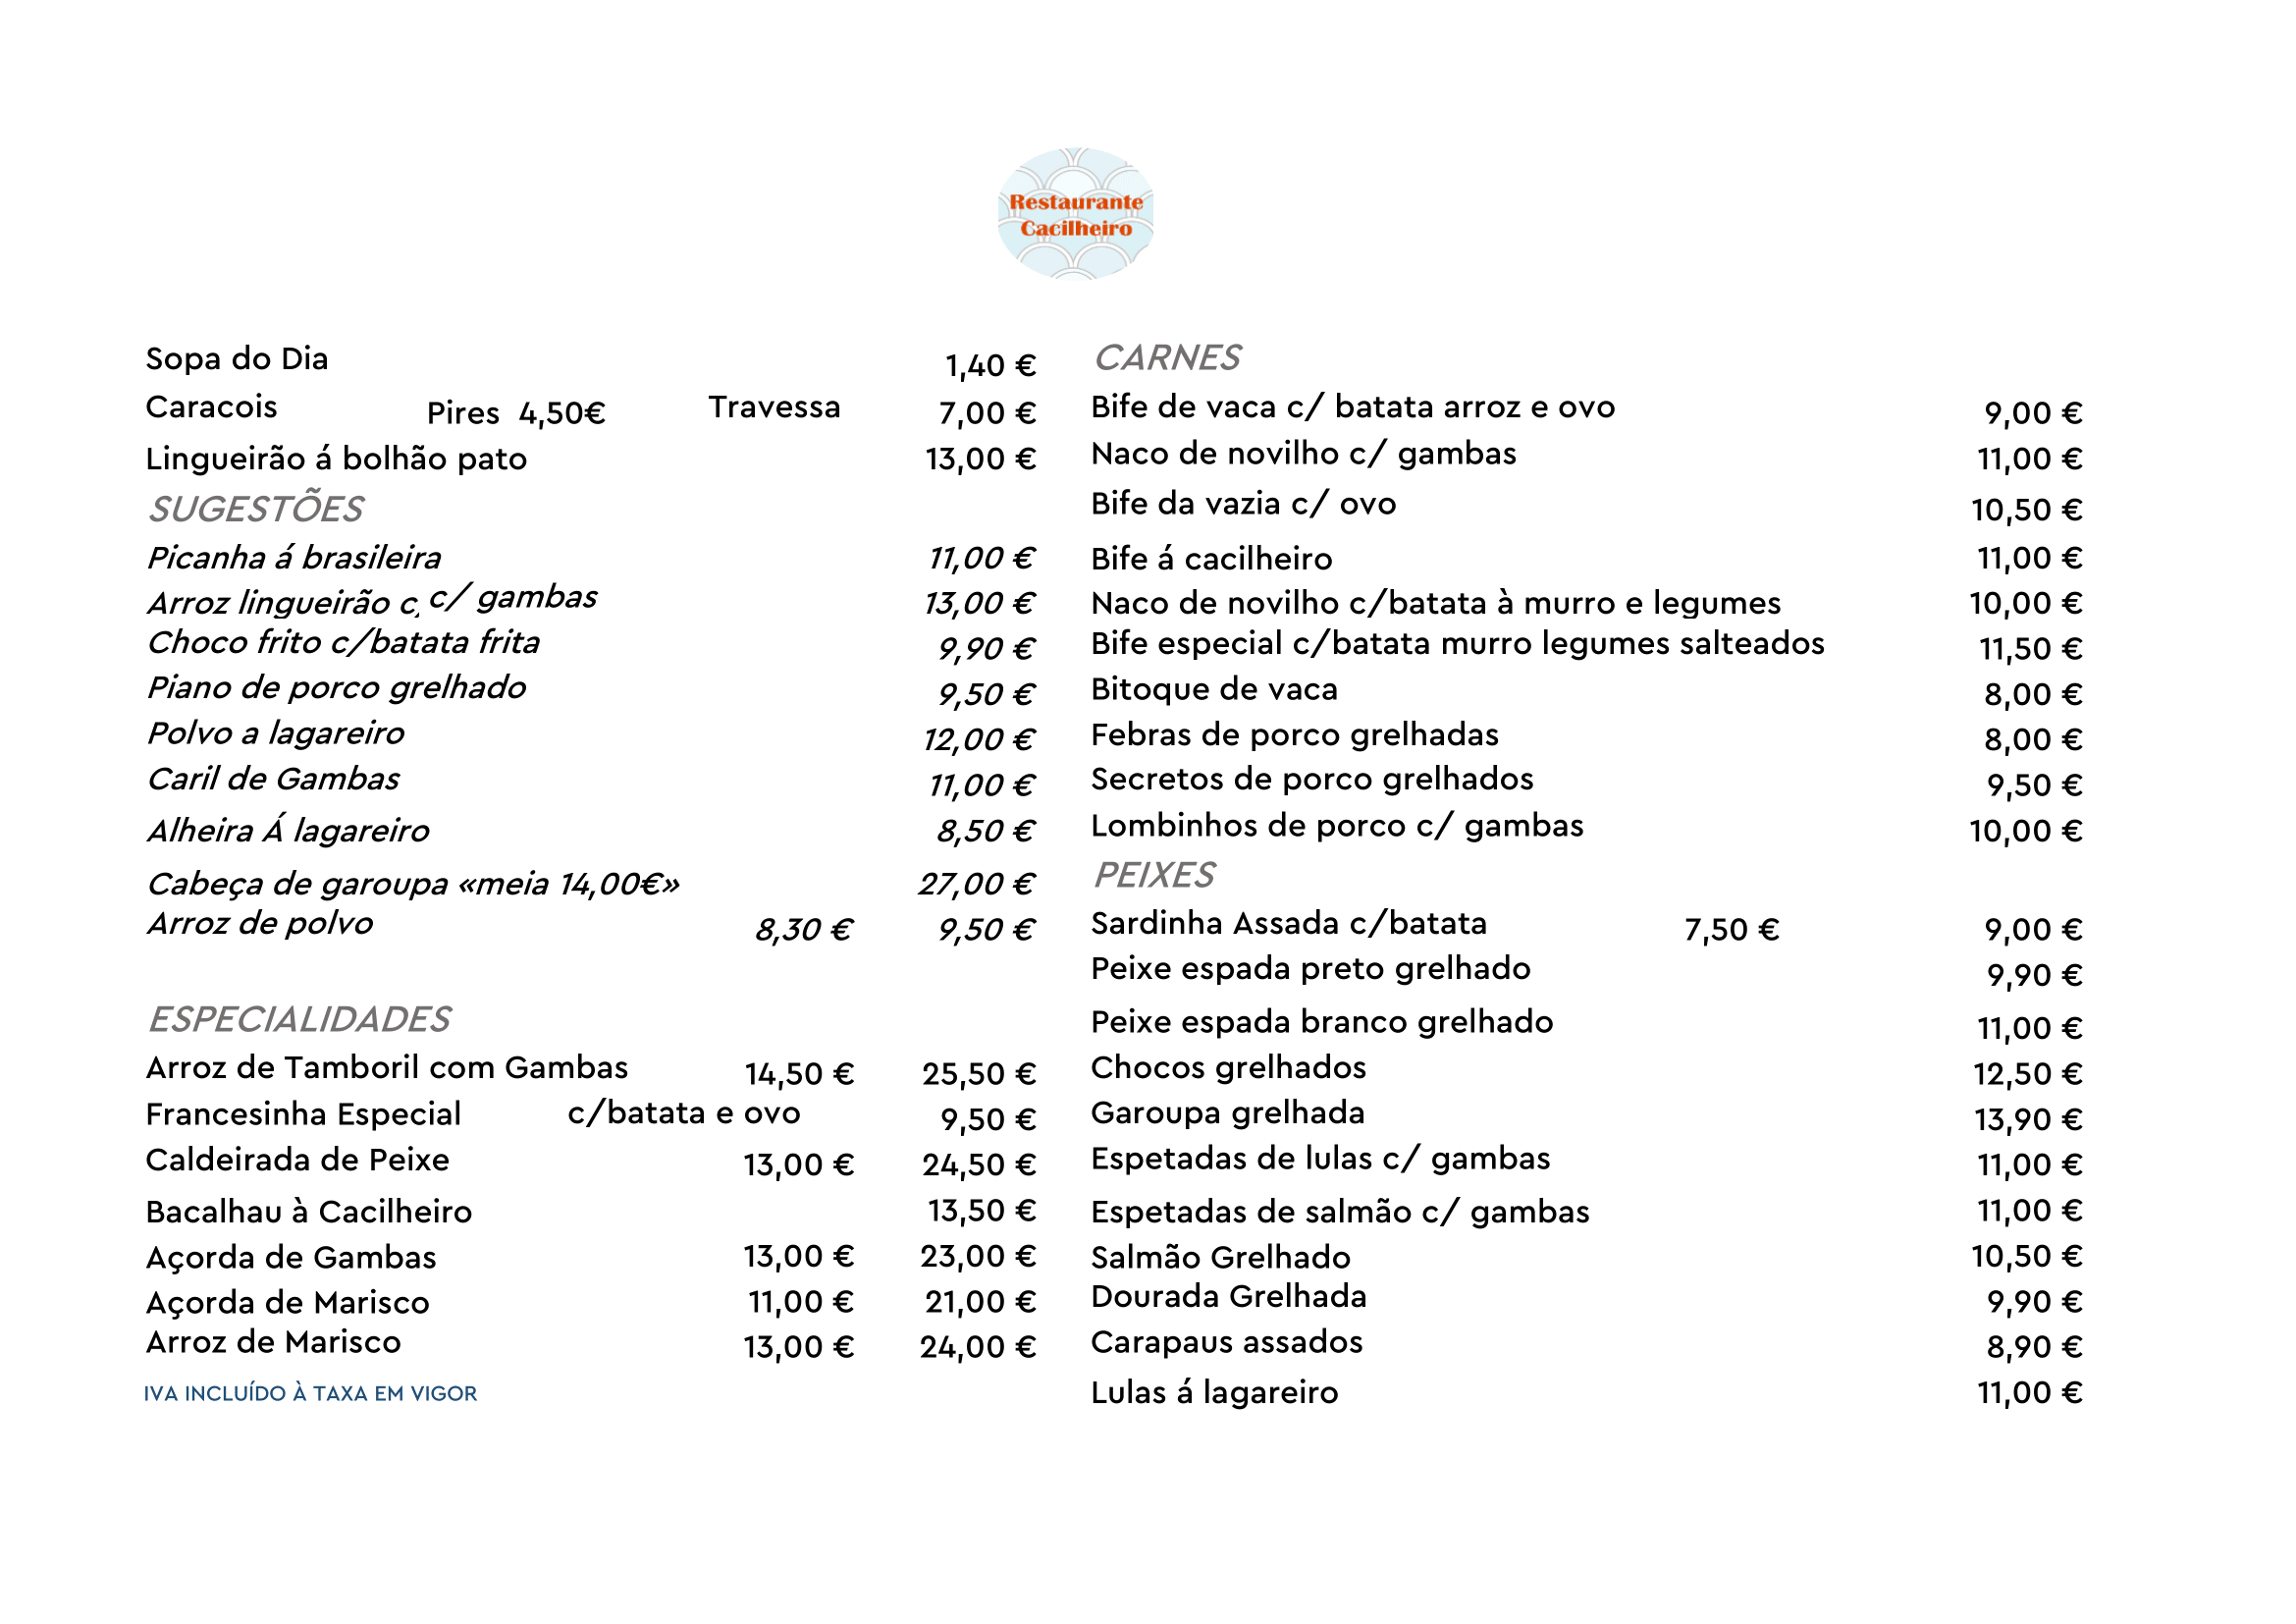 Restaurante
Cacilheiro
Sopa do Dia 1,40 €
Caracois Pires 4,50€ Travessa 7,00 €
Lingueirão á bolhão pato 13,00 €
SUGESTÕES
Picanha á brasileira 11,00 €
Arroz lingueirão c/ c/ gambas 13,00 €
Choco frito c/batata frita 9,90 €
Piano de porco grelhado 9,50 €
Polvo a lagareiro 12,00 €
Caril de Gambas 11,00 €
Alheira Á lagareiro 8,50 €
Cabeça de garoupa «meia 14,00€» 27,00 €
Arroz de polvo 8,30 € 9,50 €
ESPECIALIDADES
Arroz de Tamboril com Gambas 14,50 € 25,50 €
Francesinha Especial c/batata e ovo 9,50 €
Caldeirada de Peixe 13,00 € 24,50 €
Bacalhau à Cacilheiro 13,50 €
Açorda de Gambas 13,00 € 23,00 €
Açorda de Marisco 11,00 € 21,00 €
Arroz de Marisco 13,00 € 24,00 €
IVA INCLUÍDO À TAXA EM VIGOR
CARNES
Bife de vaca c/ batata arroz e ovo 9,00 €
Naco de novilho c/ gambas 11,00 €
Bife da vazia c/ ovo 10,50 €
Bife á cacilheiro 11,00 €
Naco de novilho c/batata à murro e legumes 10,00 €
Bife especial c/batata murro legumes salteados 11,50 €
Bitoque de vaca 8,00 €
Febras de porco grelhadas 8,00 €
Secretos de porco grelhados 9,50 €
Lombinhos de porco c/ gambas 10,00 €
PEIXES
Sardinha Assada c/batata 7,50 € 9,00 €
Peixe espada preto grelhado 9,90 €
Peixe espada branco grelhado 11,00 €
Chocos grelhados 12,50 €
Garoupa grelhada 13,90 €
Espetadas de lulas c/ gambas 11,00 €
Espetadas de salmão c/ gambas 11,00 €
Salmão Grelhado 10,50 €
Dourada Grelhada 9,90 €
Carapaus assados 8,90 €
Lulas á lagareiro 11,00 €